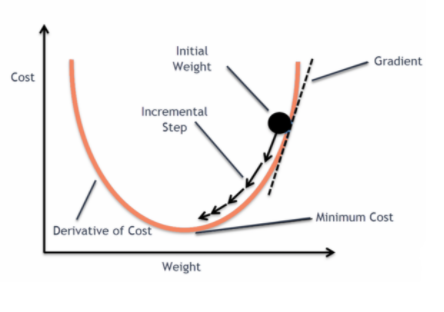 Initial
Weight
Gradient
Cost
Incremental
Step
Minimum Cost
Derivative of Cost
Weight